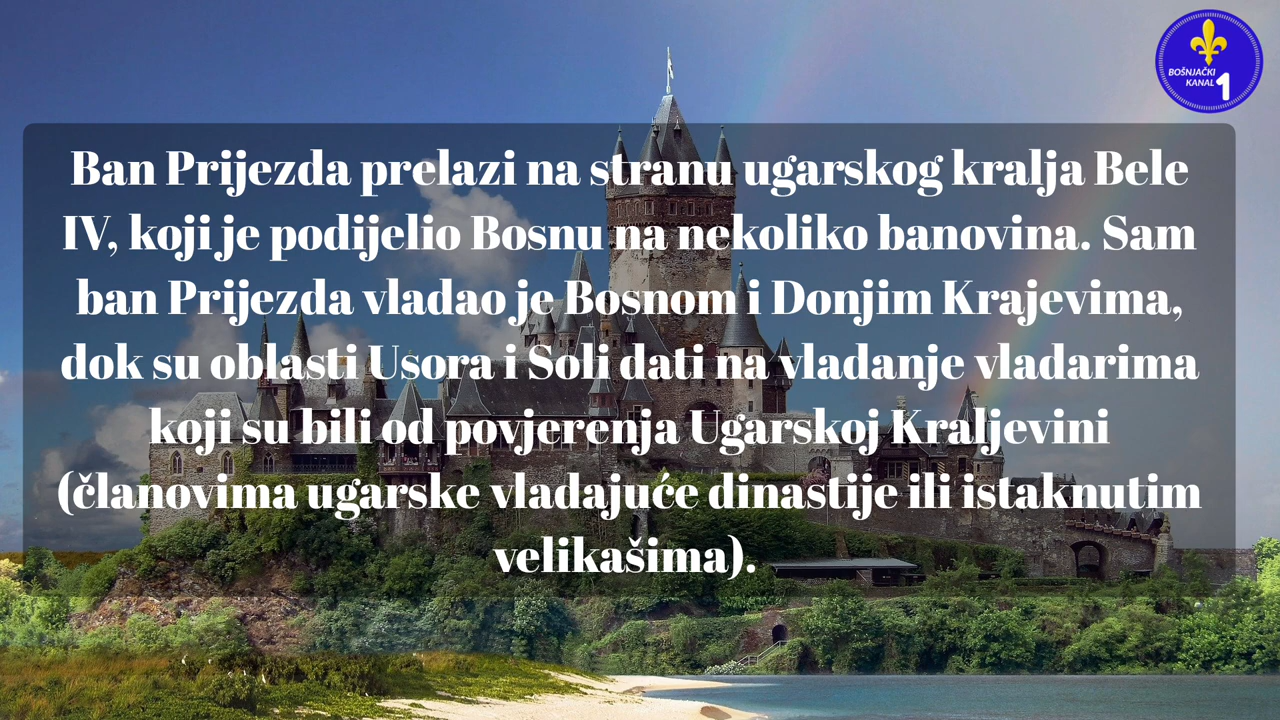 BOŠNJAČKI
KANAL 1
Ban Prijezda prelazi na stranu ugarskog kralja Bele
IV, koji je podijelio Bosnu na nekoliko banovina. Sam
ban Prijezda vladao je Bosnom i Donjim Krajevima,
dok su oblasti Usora i Soli dati na vladanje vladarima
koji su bili od povjerenja Ugarskoj Kraljevini
(članovima ugarske vladajuće dinastije ili istaknutim
velikašima).